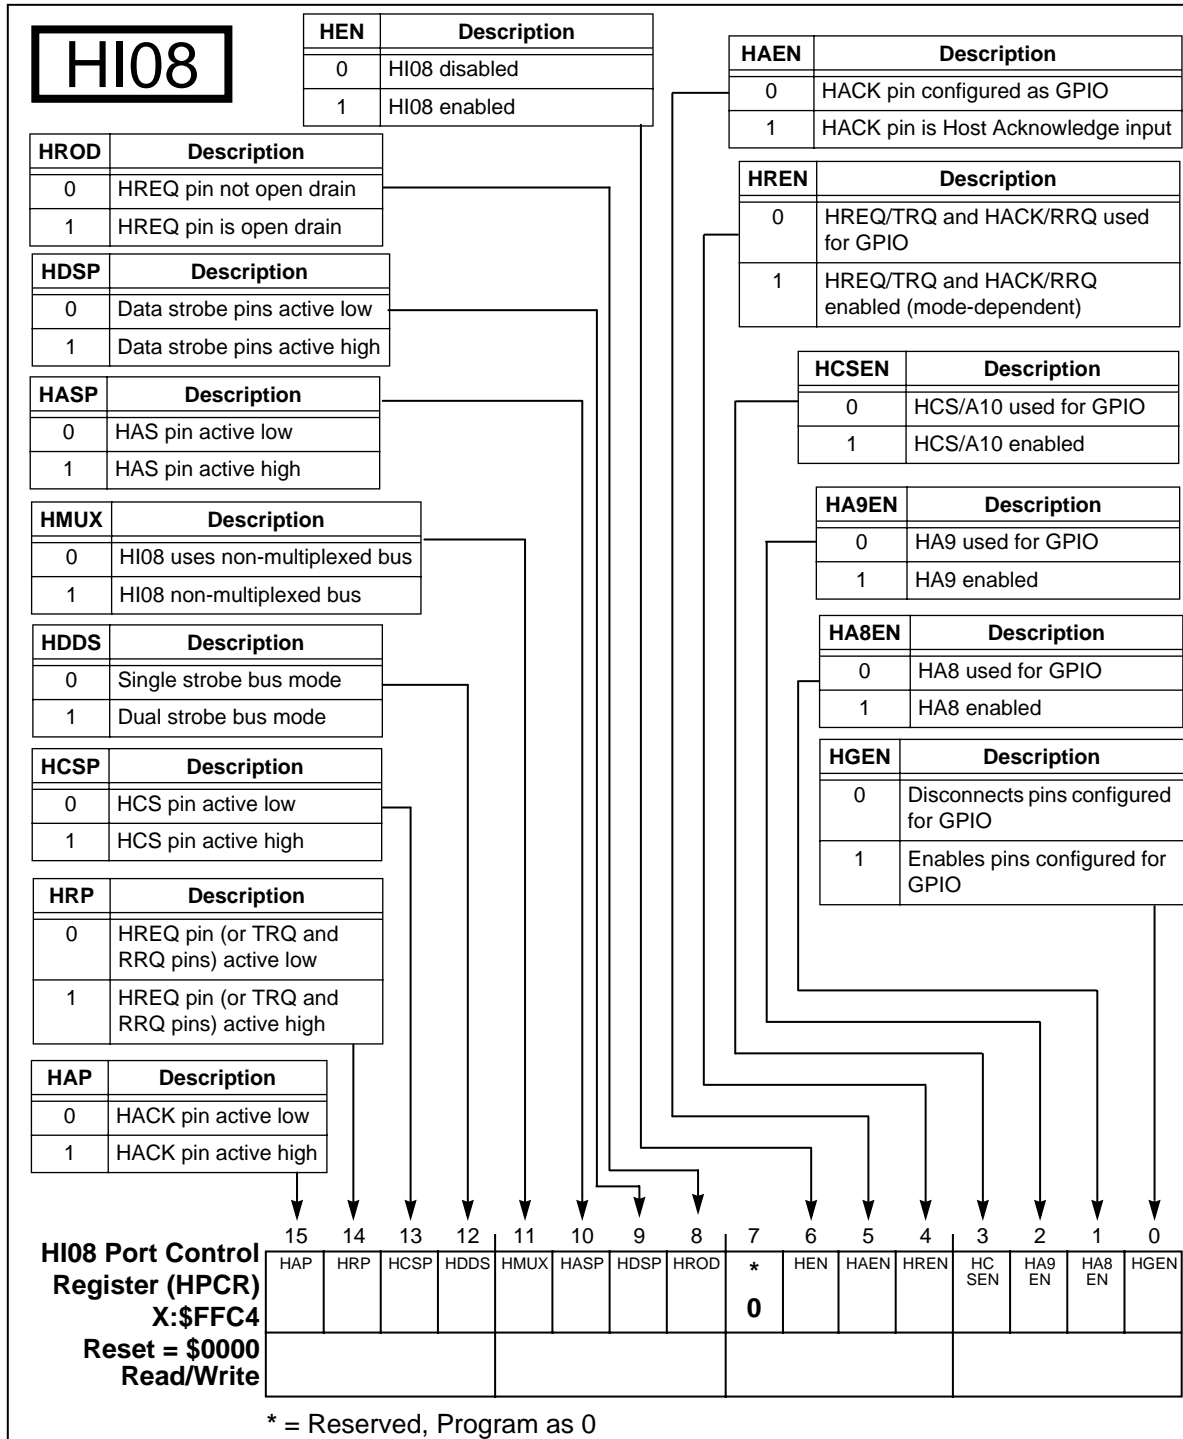 HI08
HEN Description
0 HI08 disabled
1 HI08 enabled
HAEN Description
0 HACK pin configured as GPIO
1 HACK pin is Host Acknowledge input
HROD Description
0 HREQ pin not open drain
1 HREQ pin is open drain
HREN Description
0 HREQ/TRQ and HACK/RRQ used
for GPIO
1 HREQ/TRQ and HACK/RRQ
enabled (mode-dependent)
HDSP Description
0 Data strobe pins active low
1 Data strobe pins active high
HCSEN Description
0 HCS/A10 used for GPIO
1 HCS/A10 enabled
HASP Description
0 HAS pin active low
1 HAS pin active high
HA9EN Description
0 HA9 used for GPIO
1 HA9 enabled
HMUX Description
0 HI08 uses non-multiplexed bus
1 HI08 non-multiplexed bus
HA8EN Description
0 HA8 used for GPIO
1 HA8 enabled
HDDS Description
0 Single strobe bus mode
1 Dual strobe bus mode
HGEN Description
0 Disconnects pins configured
for GPIO
1 Enables pins configured for
GPIO
HCSP Description
0 HCS pin active low
1 HCS pin active high
HRP Description
0 HREQ pin (or TRQ and
RRQ pins) active low
1 HREQ pin (or TRQ and
RRQ pins) active high
HAP Description
0 HACK pin active low
1 HACK pin active high
15 14 13 12 11 10 9 8 7 6 5 4 3 2 1 0
HI08 Port Control
Register (HPCR)
X:$FFC4
Reset = $0000
Read/Write
HAP HRP HCSP HDDS HMUX HASP HDSP HROD * HEN HAEN HREN HC HA9 HA8 HGEN
SEN EN EN
0
* = Reserved, Program as 0